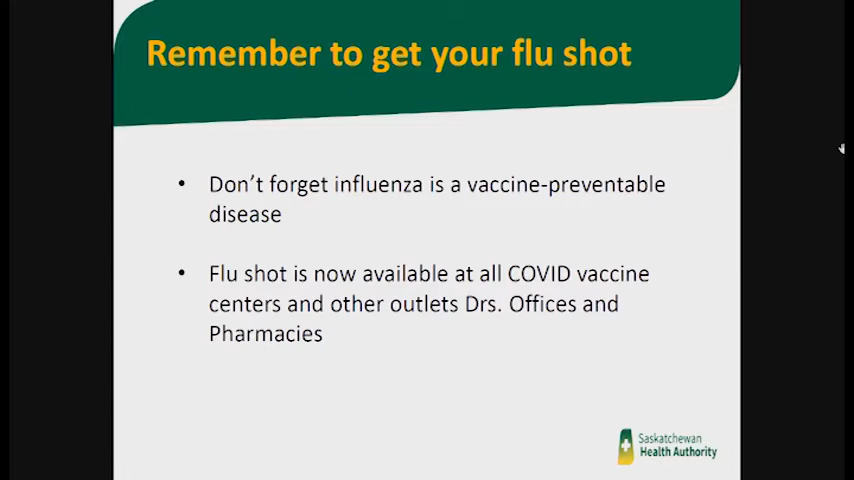 Remember to get your flu shot
• Don't forget influenza is a vaccine-preventable
disease
• Flu shot is now available at all COVID vaccine
centers and other outlets Drs. Offices and
Pharmacies
Saskatchewan
Health Authority